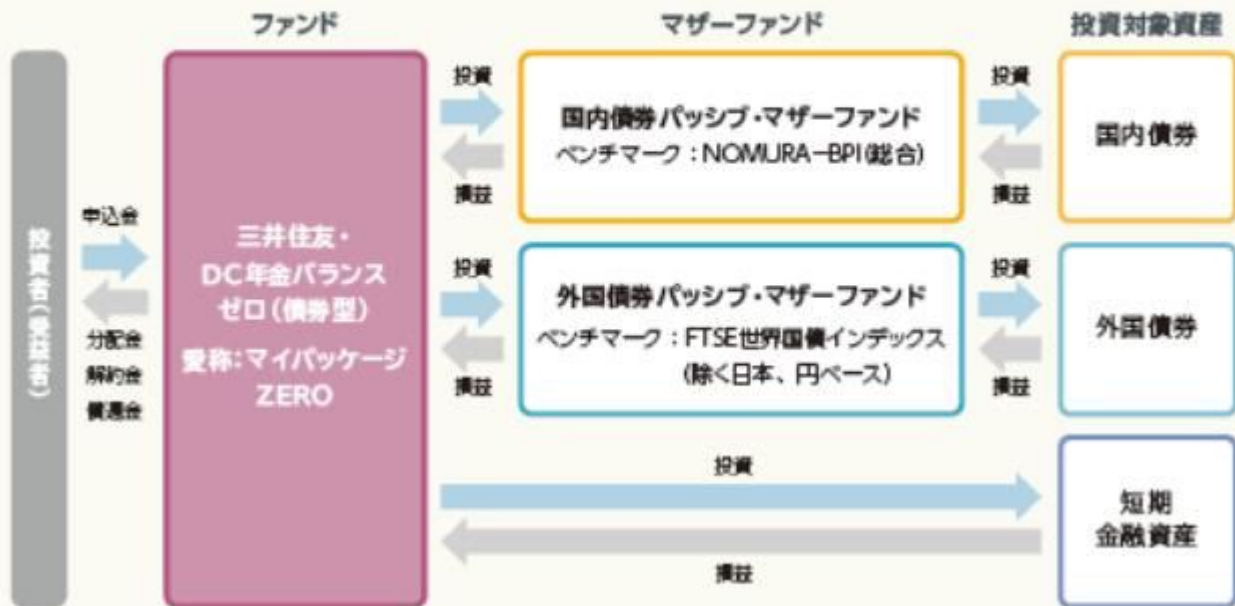 ファンド
マザーファンド
投資対象資産
投資者(受益者)
申込金
分配金
解約金
償還金
三井住友・
DC年金バランス
ゼロ(債券型)
愛称:マイパッケージ
ZERO
投資
損益
国内債券パッシブ・マザーファンド
ベンチマーク:NOMURA-BPI(総合)
投資
損益
国内債券
投資
損益
外国債券パッシブ・マザーファンド
ベンチマーク:FTSE世界国債インデックス
(除く日本、円ベース)
投資
損益
外国債券
投資
損益
短期
金融資産